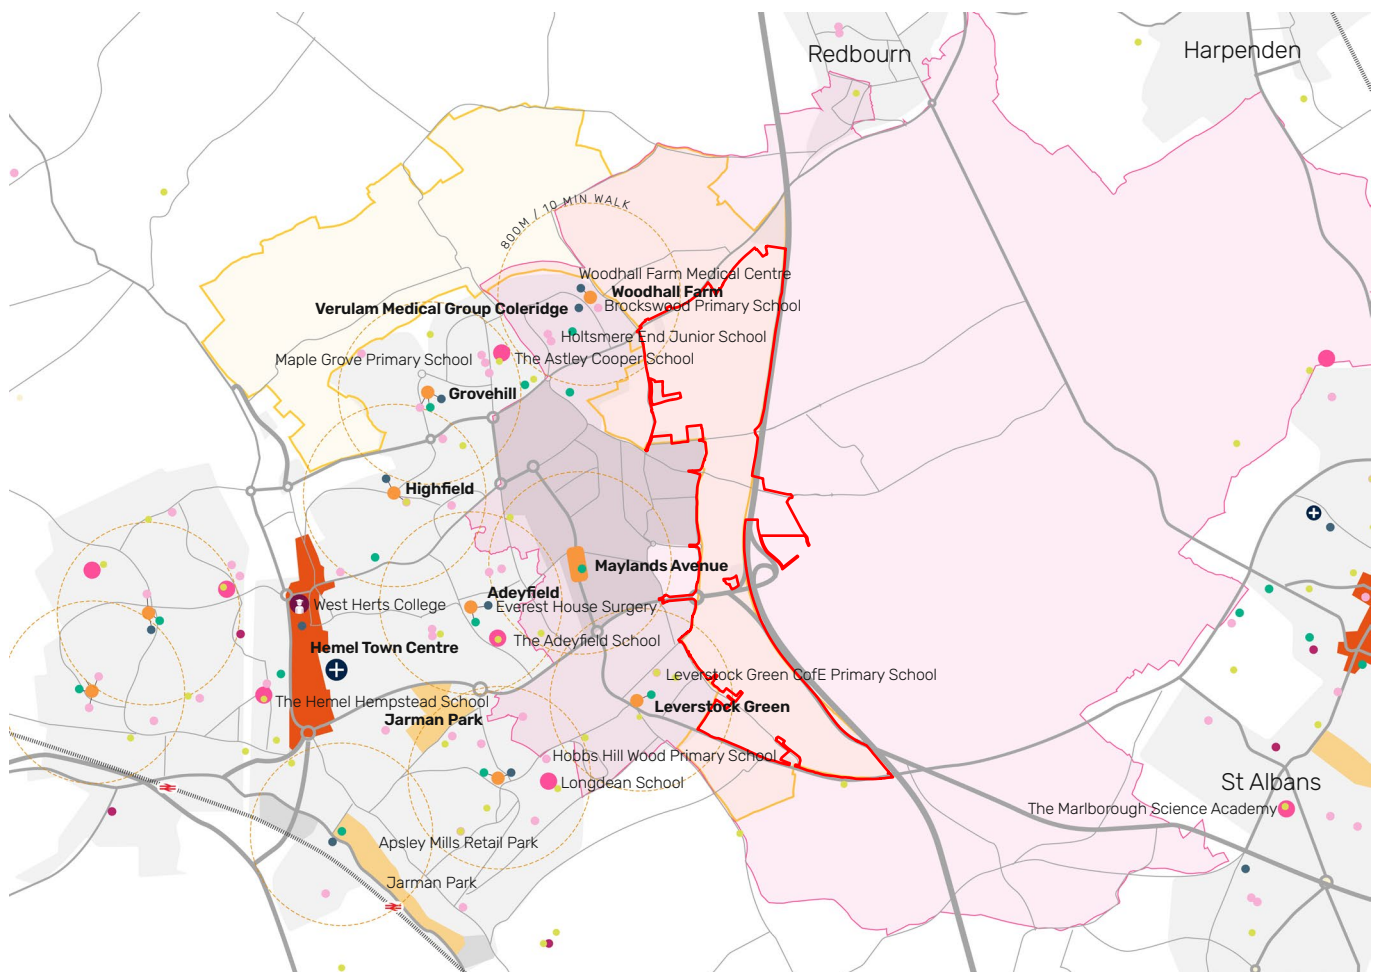 Redbourn
Harpenden
800M / 10 MIN WALK
Woodhall Farm Medical Centre
Woodhall Farm
Verulam Medical Group Coleridge
Brockswood Primary School
Holtsmere End Junior School
Maple Grove Primary School
The Astley Cooper School
Grovehill
Highfield
Maylands Avenue
Adeyfield
West Herts College
Everest House Surgery
The Adeyfield School
Hemel Town Centre
Leverstock Green CofE Primary School
The Hemel Hempstead School
Leverstock Green
Jarman Park
Hobbs Hill Wood Primary School
Longdean School
St Albans
The Marlborough Science Academy
Apsley Mills Retail Park
Jarman Park